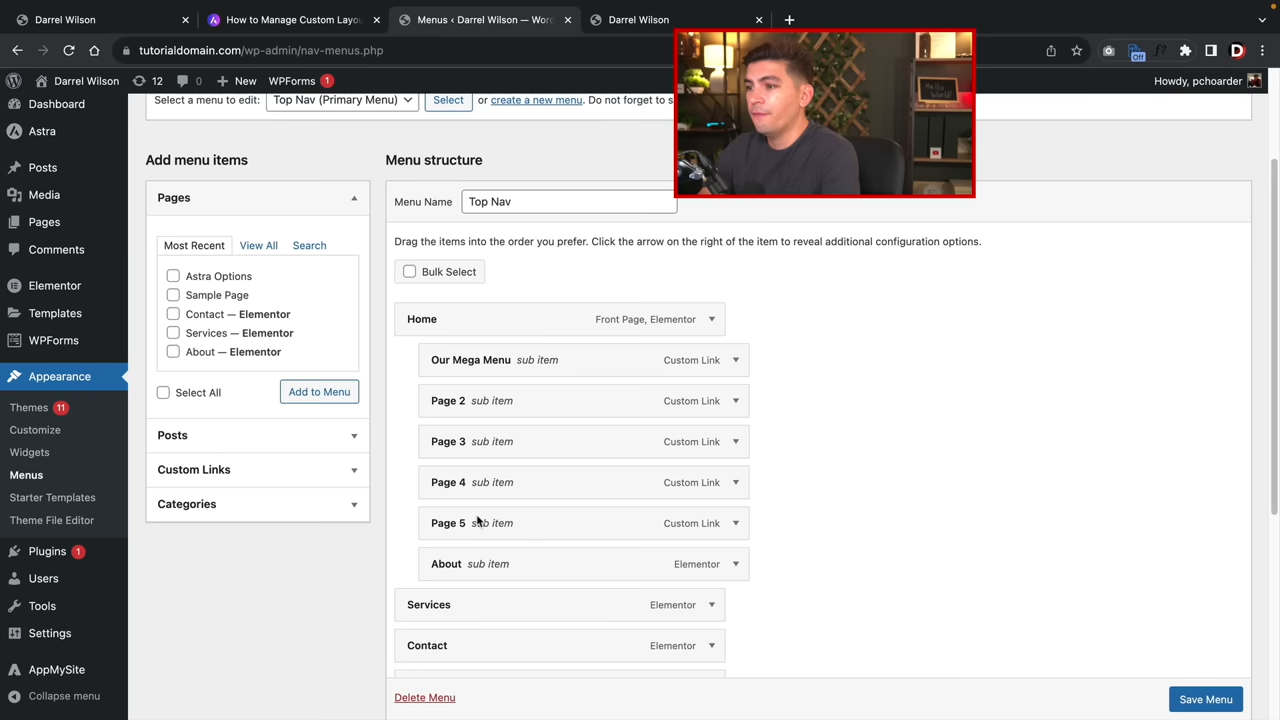 Darrel Wilson
How to Manage Custom Layou
Menus ‹ Darrel Wilson — Word
Darrel Wilson
tutorialdomain.com/wp-admin/nav-menus.php
Off
Darrel Wilson
12
0
New
WPForms 1
Howdy, pchoarder
Dashboard
Astra
Posts
Media
Pages
Comments
Elementor
Templates
WPForms
Appearance
Themes 11
Customize
Widgets
Menus
Starter Templates
Theme File Editor
Plugins 1
Users
Tools
Settings
AppMySite
Collapse menu
Select a menu to edit: Top Nav (Primary Menu) Select or create a new menu. Do not forget to s
Add menu items
Pages
Most Recent View All Search
Astra Options
Sample Page
Contact — Elementor
Services — Elementor
About — Elementor
Select All Add to Menu
Posts
Custom Links
Categories
Menu structure
Menu Name Top Nav
Drag the items into the order you prefer. Click the arrow on the right of the item to reveal additional configuration options.
Bulk Select
Home Front Page, Elementor
Our Mega Menu sub item Custom Link
Page 2 sub item Custom Link
Page 3 sub item Custom Link
Page 4 sub item Custom Link
Page 5 sub item Custom Link
About sub item Elementor
Services Elementor
Contact Elementor
Delete Menu Save Menu